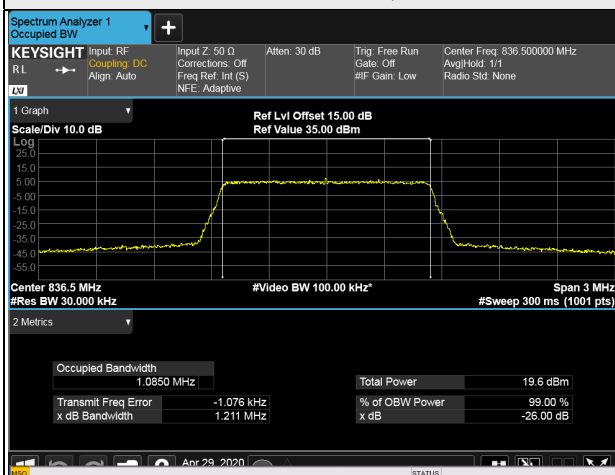 Spectrum Analyzer 1
Occupied BW
KEYSIGHT Input: RF Input Z: 50 Ω Atten: 30 dB Trig: Free Run Center Freq: 836.500000 MHz
R L Coupling: DC Corrections: Off Gate: Off Avg|Hold: 1/1
Align: Auto Freq Ref: Int (S) #IF Gain: Low Radio Std: None
LXI NFE: Adaptive
1 Graph Ref Lvl Offset 15.00 dB
Scale/Div 10.0 dB Ref Value 35.00 dBm
Log
25.0
15.0
5.00
-5.00
-15.0
-25.0
-35.0
-45.0
-55.0
Center 836.5 MHz #Video BW 100.00 kHz* Span 3 MHz
#Res BW 30.000 kHz #Sweep 300 ms (1001 pts)
2 Metrics
Occupied Bandwidth
1.0850 MHz Total Power 19.6 dBm
Transmit Freq Error -1.076 kHz % of OBW Power 99.00 %
x dB Bandwidth 1.211 MHz x dB -26.00 dB
Apr 29, 2020
MSG STATUS